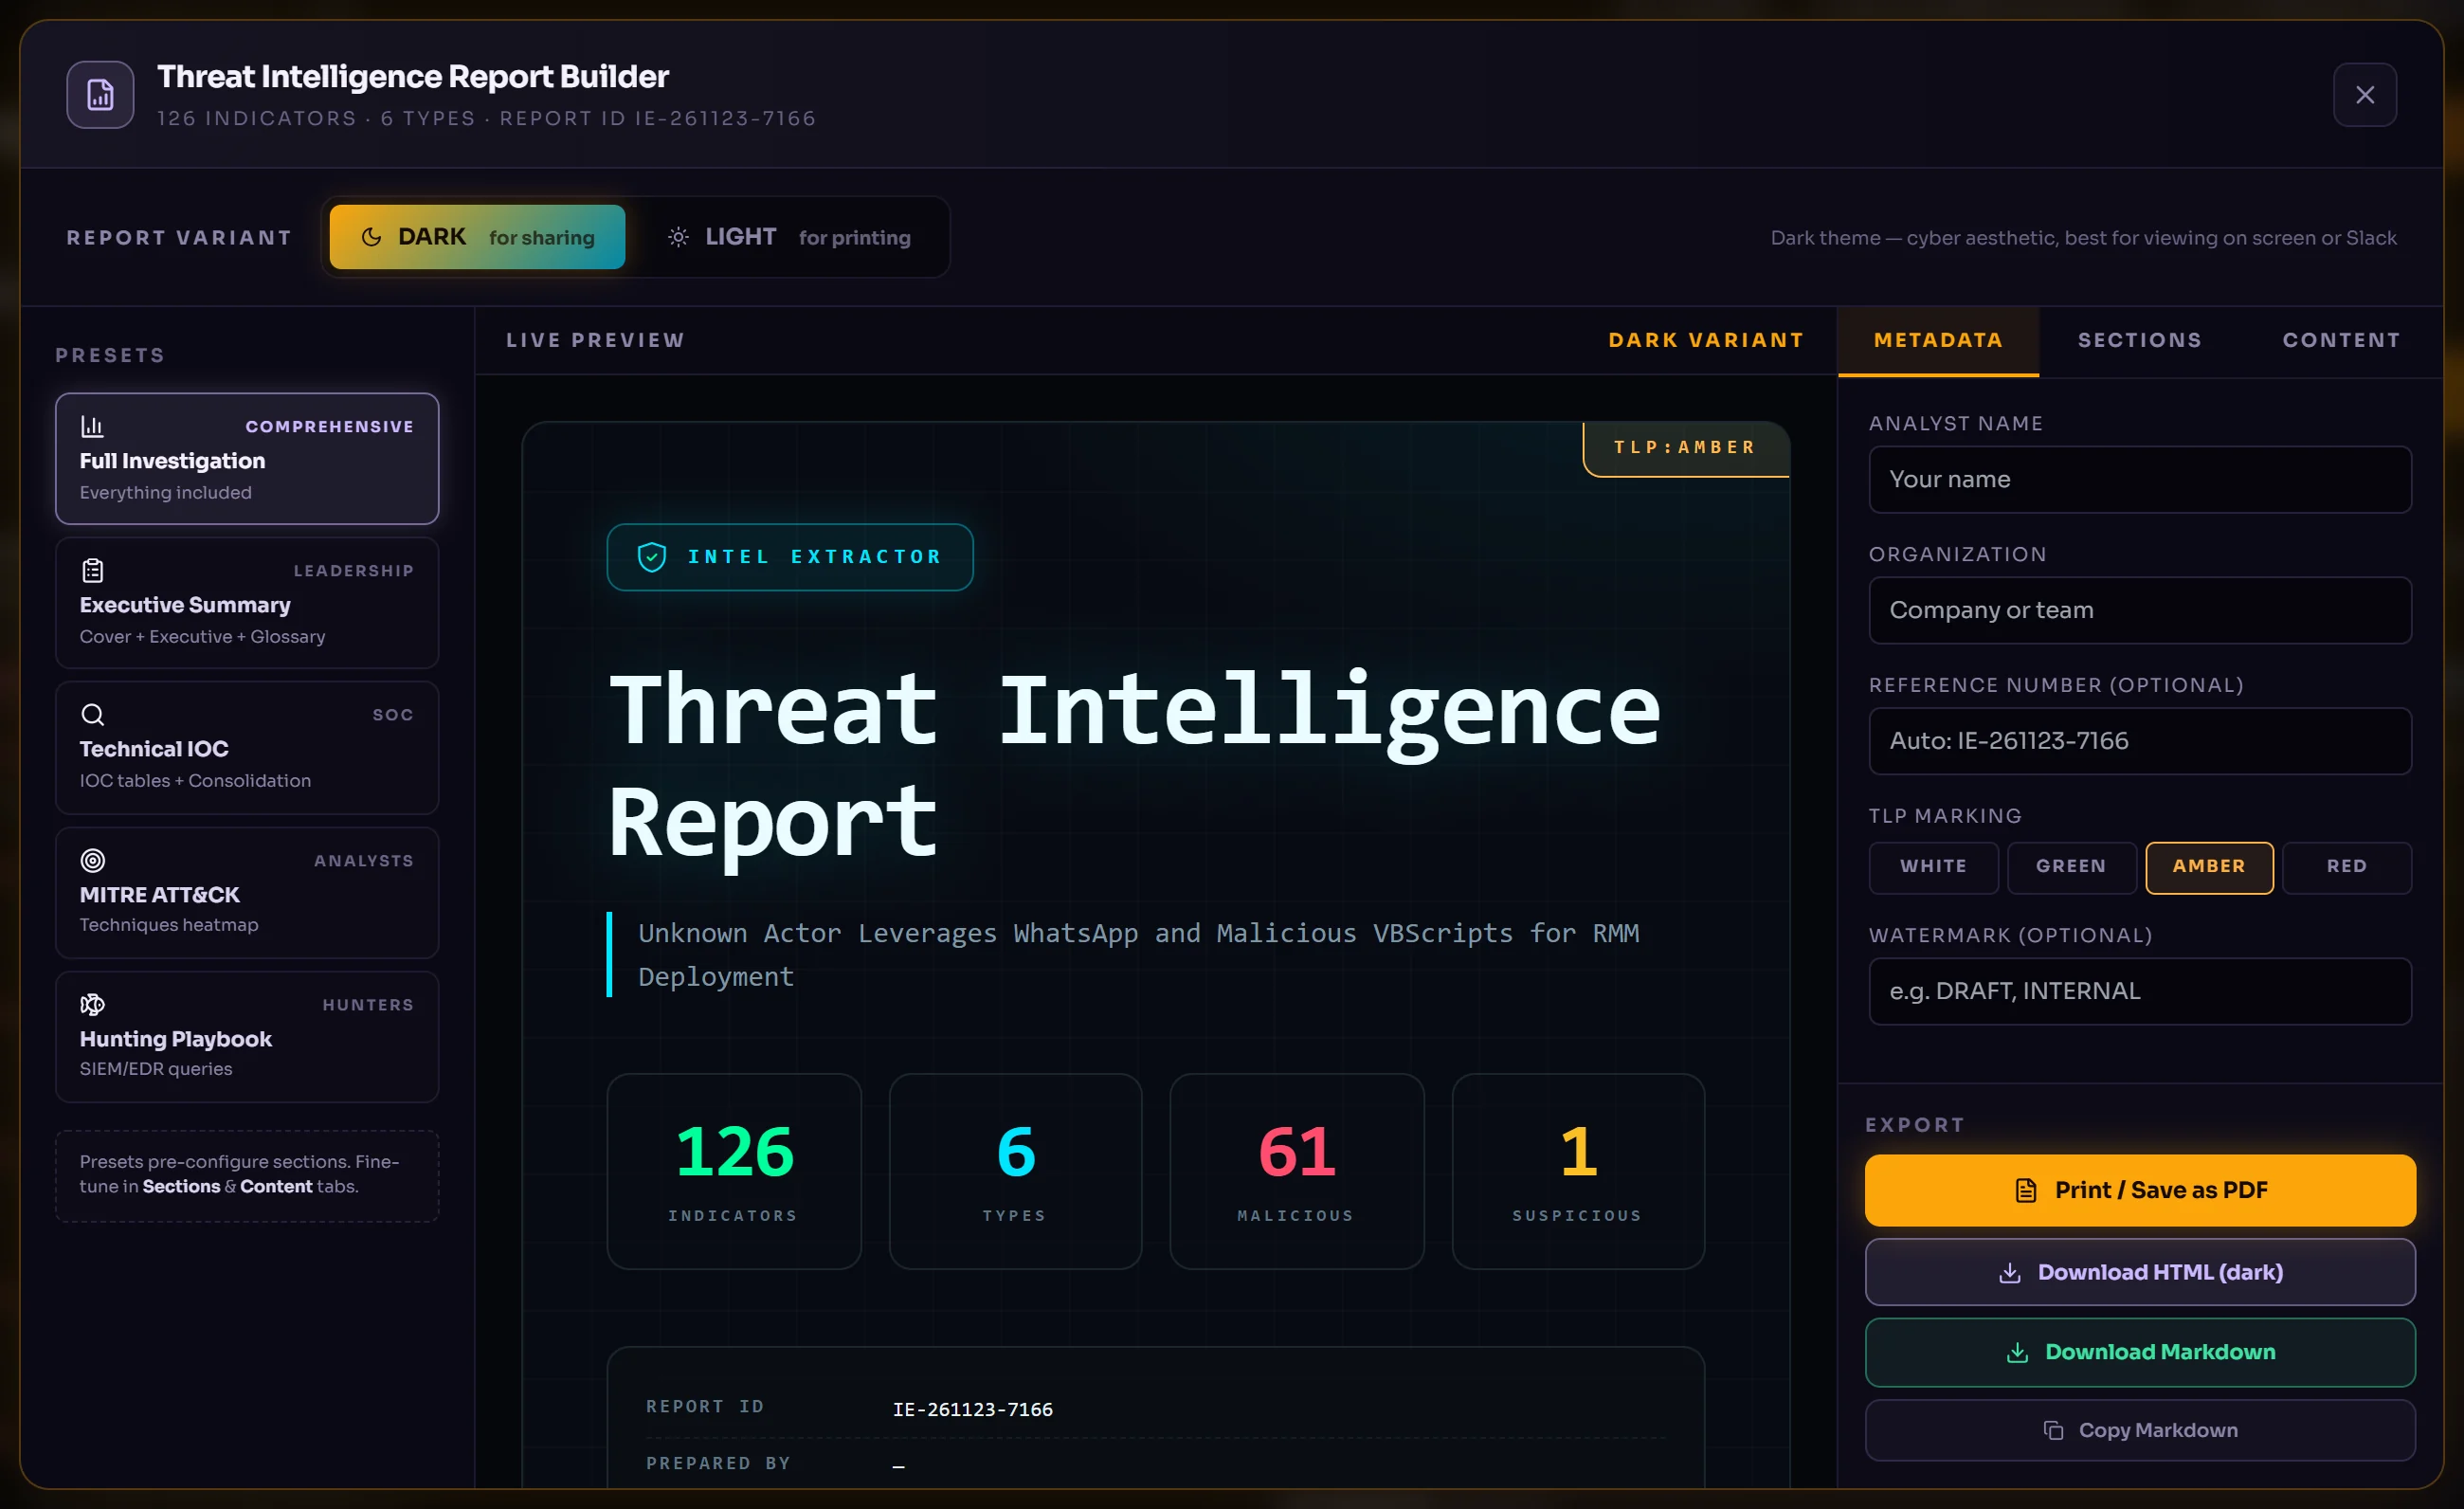 Threat Intelligence Report Builder
126 INDICATORS · 6 TYPES · REPORT ID IE-261123-7166
REPORT VARIANT
DARK for sharing
LIGHT for printing
Dark theme — cyber aesthetic, best for viewing on screen or Slack
PRESETS
COMPREHENSIVE
Full Investigation
Everything included
LEADERSHIP
Executive Summary
Cover + Executive + Glossary
SOC
Technical IOC
IOC tables + Consolidation
ANALYSTS
MITRE ATT&CK
Techniques heatmap
HUNTERS
Hunting Playbook
SIEM/EDR queries
Presets pre-configure sections. Fine-
tune in Sections & Content tabs.
LIVE PREVIEW
DARK VARIANT
TLP:AMBER
INTEL EXTRACTOR
Threat Intelligence
Report
Unknown Actor Leverages WhatsApp and Malicious VBScripts for RMM
Deployment
126
INDICATORS
6
TYPES
61
MALICIOUS
1
SUSPICIOUS
REPORT ID IE-261123-7166
PREPARED BY —
METADATA
SECTIONS
CONTENT
ANALYST NAME
Your name
ORGANIZATION
Company or team
REFERENCE NUMBER (OPTIONAL)
Auto: IE-261123-7166
TLP MARKING
WHITE
GREEN
AMBER
RED
WATERMARK (OPTIONAL)
e.g. DRAFT, INTERNAL
EXPORT
Print / Save as PDF
Download HTML (dark)
Download Markdown
Copy Markdown